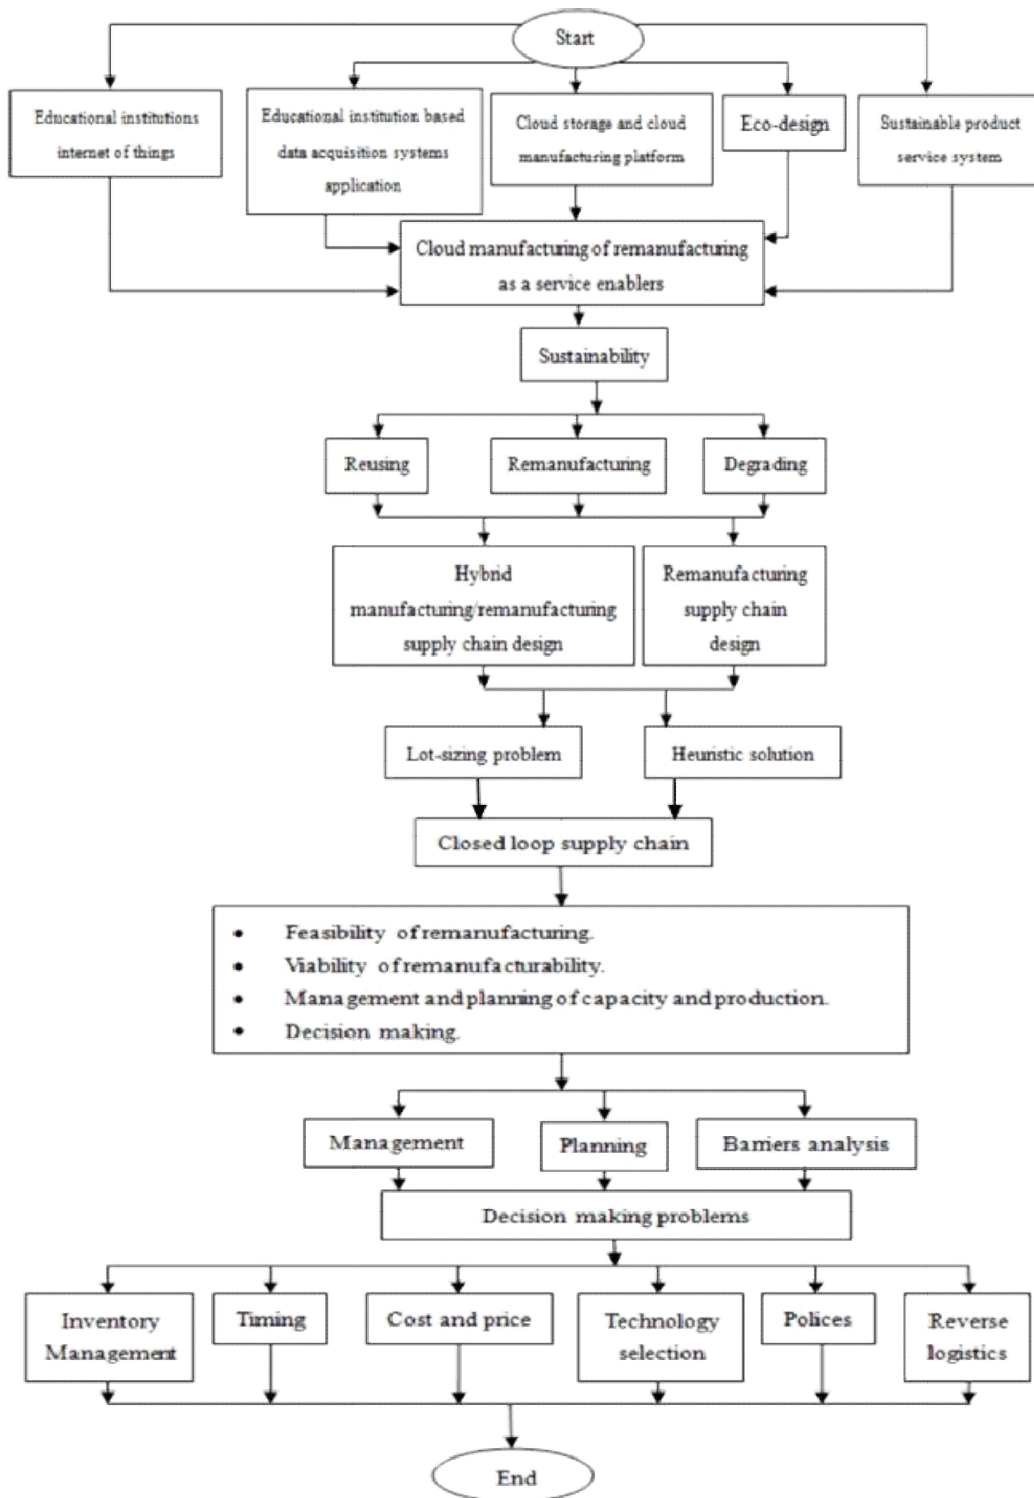 Start
Educational institutions
internet of things
Educational institution based
data acquisition systems
application
Cloud storage and cloud
manufacturing platform
Eco-design
Sustainable product
service system
Cloud manufacturing of remanufacturing
as a service enablers
Sustainability
Reusing
Remanufacturing
Degrading
Hybrid
manufacturing/remanufacturing
supply chain design
Remanufacturing
supply chain
design
Lot-sizing problem
Heuristic solution
Closed loop supply chain
• Feasibility of remanufacturing.
• Viability of remanufacturability.
• Management and planning of capacity and production.
• Decision making.
Management
Planning
Barriers analysis
Decision making problems
Inventory
Management
Timing
Cost and price
Technology
selection
Polices
Reverse
logistics
End